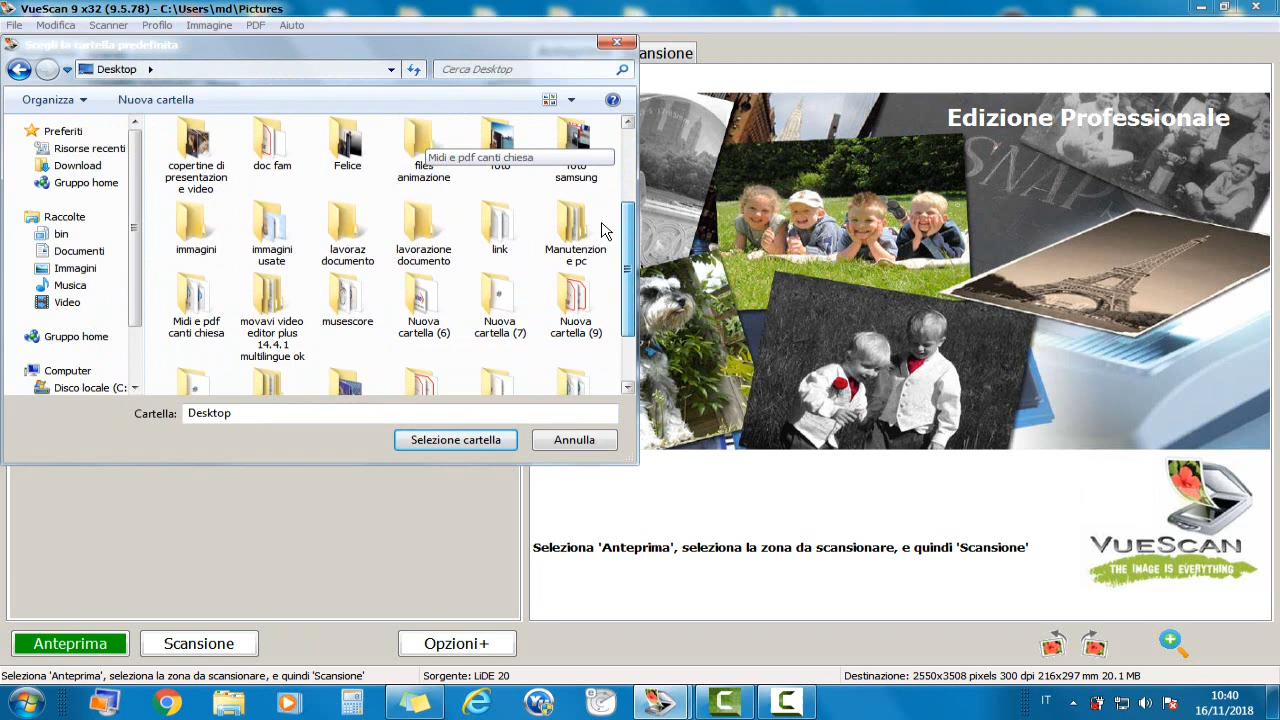 VueScan 9 x32 (9.5.78) - C:\Users\md\Pictures
File Modifica Scanner Profilo Immagine PDF Aiuto
Scegli la cartella predefinita
ansione
Desktop
Cerca Desktop
Organizza Nuova cartella
Preferiti
Risorse recenti
Download
Gruppo home
Raccolte
bin
Documenti
Immagini
Musica
Video
Gruppo home
Computer
Disco locale (C:
copertine di
presentazion
e video
doc fam
Felice
files
animazione
foto
foto
samsung
Midi e pdf canti chiesa
immagini
immagini
usate
lavoraz
documento
lavorazione
documento
link
Manutenzion
e pc
Midi e pdf
canti chiesa
movavi video
editor plus
14.4.1
multilingue ok
musescore
Nuova
cartella (6)
Nuova
cartella (7)
Nuova
cartella (9)
Cartella: Desktop
Selezione cartella Annulla
Edizione Professionale
SNAP
Seleziona 'Anteprima', seleziona la zona da scansionare, e quindi 'Scansione'
VUESCAN
THE IMAGE IS EVERYTHING
Anteprima Scansione Opzioni+
Seleziona 'Anteprima', seleziona la zona da scansionare, e quindi 'Scansione' Sorgente: LiDE 20 Destinazione: 2550x3508 pixels 300 dpi 216x297 mm 20.1 MB
IT
10:40
16/11/2018